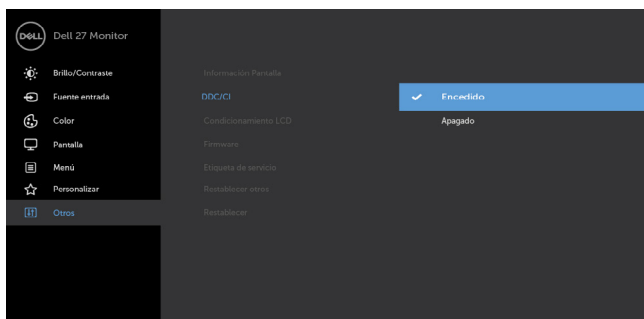 DELL Dell 27 Monitor
Brillo/Contraste
Fuente entrada
Color
Pantalla
Menú
Personalizar
Otros
Información Pantalla
DDC/CI
Condicionamiento LCD
Firmware
Etiqueta de servicio
Restablecer otros
Restablecer
Encedido
Apagado